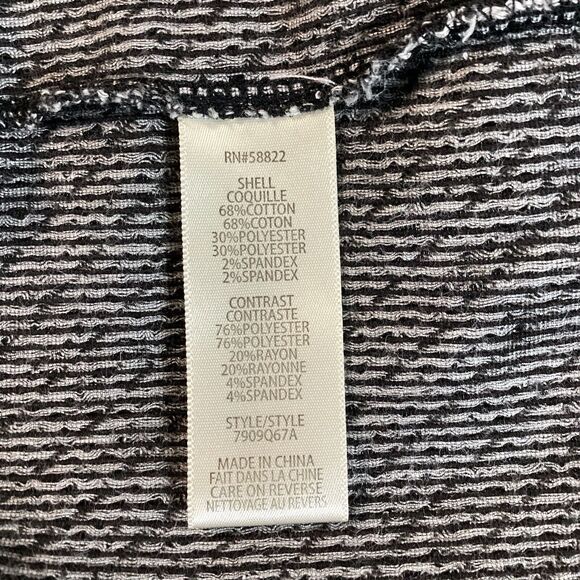 RN#58822
SHELL
COQUILLE
68%COTTON
68%COTON
30%POLYESTER
30%POLYESTER
2%SPANDEX
2%SPANDEX
CONTRAST
CONTRASTE
76%POLYESTER
76%POLYESTER
20%RAYON
20%RAYONNE
4%SPANDEX
4%SPANDEX
STYLE/STYLE
7909Q67A
MADE IN CHINA
FAIT DANS LA CHINE
CARE ON REVERSE
NETTOYAGE AU REVERS